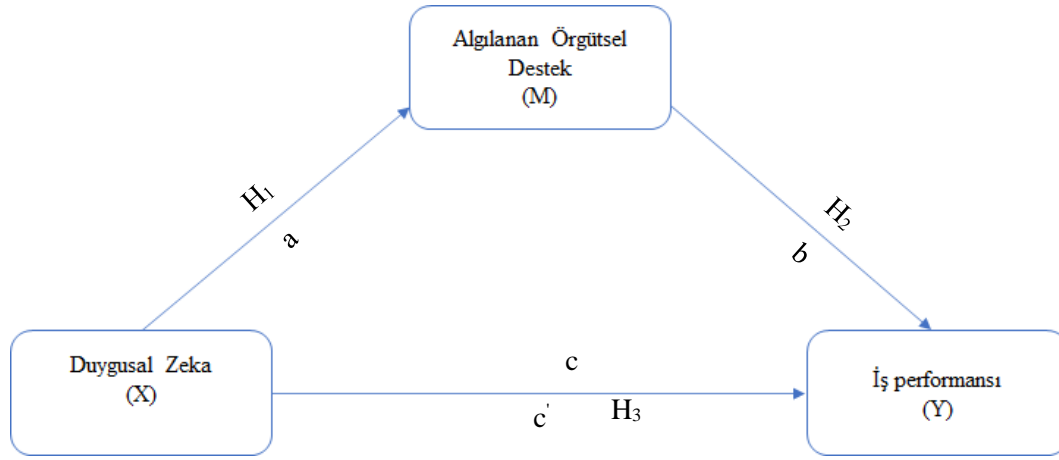 Algılanan Örgütsel
Destek
(M)
H₁
a
H₂
b
Duygusal Zeka
(X)
c
c' H₃
İş performansı
(Y)